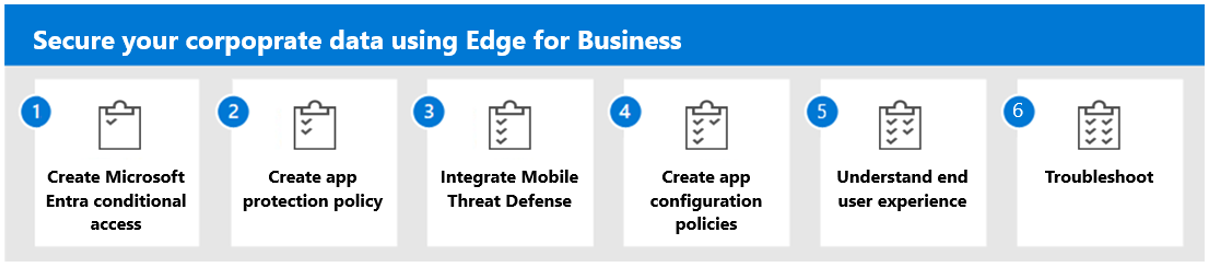 Secure your corpoprate data using Edge for Business
1
Create Microsoft
Entra conditional
access
2
Create app
protection policy
3
Integrate Mobile
Threat Defense
4
Create app
configuration
policies
5
Understand end
user experience
6
Troubleshoot